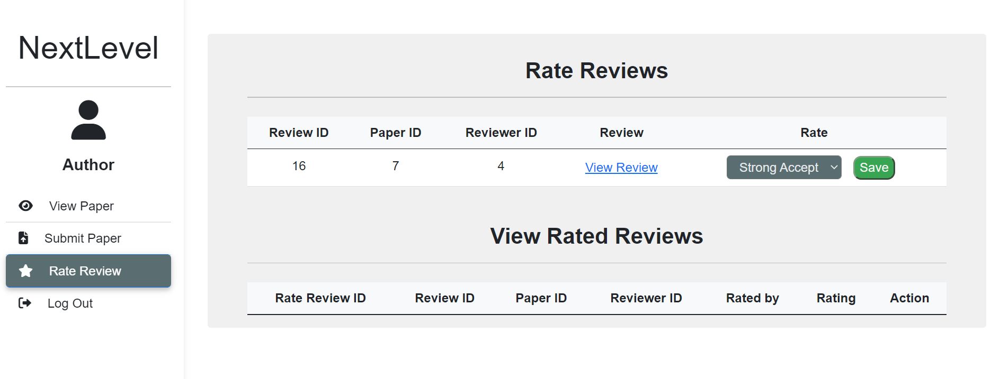 NextLevel
Author
View Paper
Submit Paper
Rate Review
Log Out
Rate Reviews
Review ID Paper ID Reviewer ID Review Rate
16 7 4 View Review Strong Accept Save
View Rated Reviews
Rate Review ID Review ID Paper ID Reviewer ID Rated by Rating Action